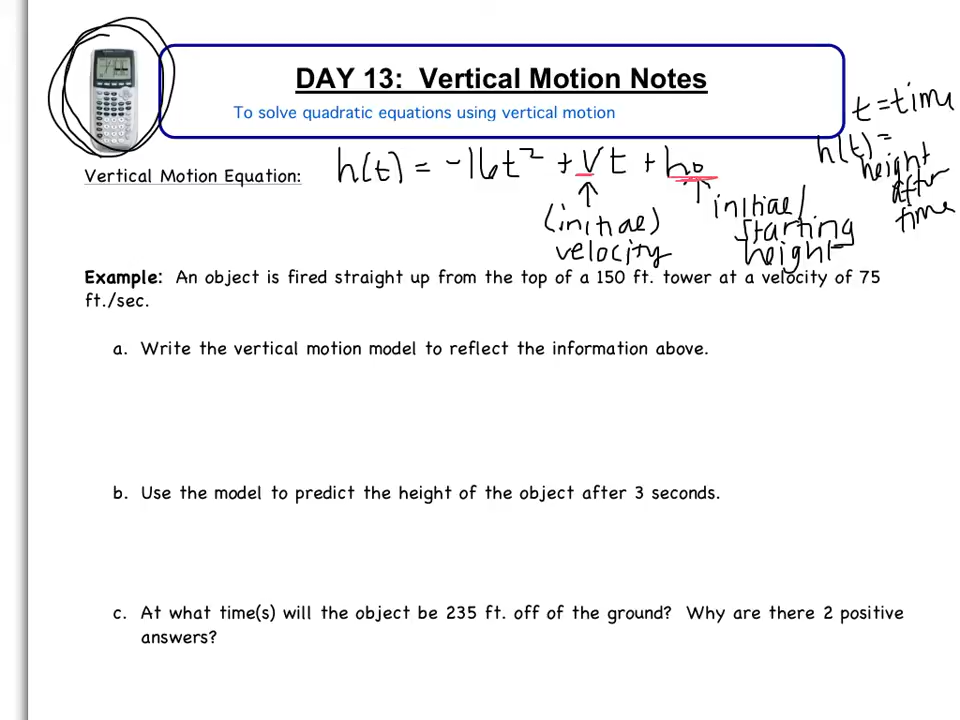 DAY 13: Vertical Motion Notes
To solve quadratic equations using vertical motion
t = time
h(t) =
height
after
time
Vertical Motion Equation: h(t) = -16t² + Vt + h₀
(initial)
velocity
initial/
starting
height
Example: An object is fired straight up from the top of a 150 ft. tower at a velocity of 75
ft./sec.
a. Write the vertical motion model to reflect the information above.
b. Use the model to predict the height of the object after 3 seconds.
c. At what time(s) will the object be 235 ft. off of the ground? Why are there 2 positive
answers?